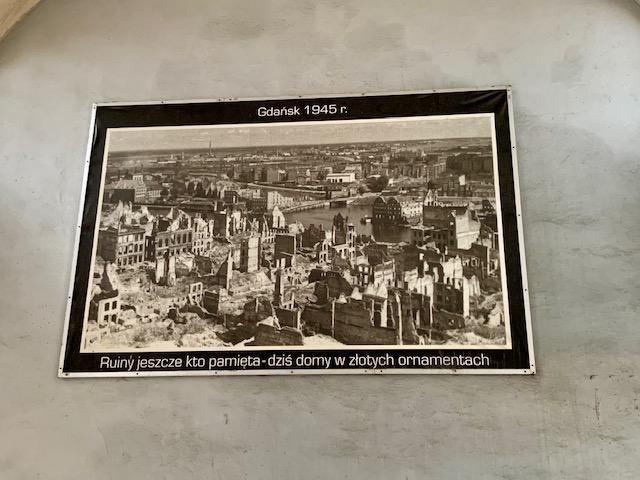 Gdańsk 1945 r.
Ruiny jeszcze kto pamięta-dziś domy w złotych ornamentach